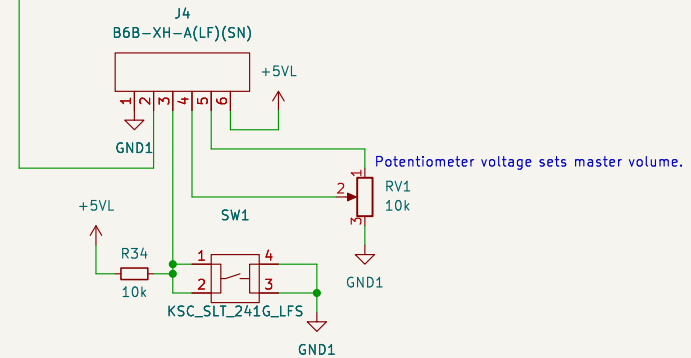 J4
B6B-XH-A(LF)(SN)
+5VL
1 2 3 4 5 6
GND1
Potentiometer voltage sets master volume.
1
2
RV1
10k
3
+5VL
SW1
GND1
R34
10k
1
4
2
3
KSC_SLT_241G_LFS
GND1